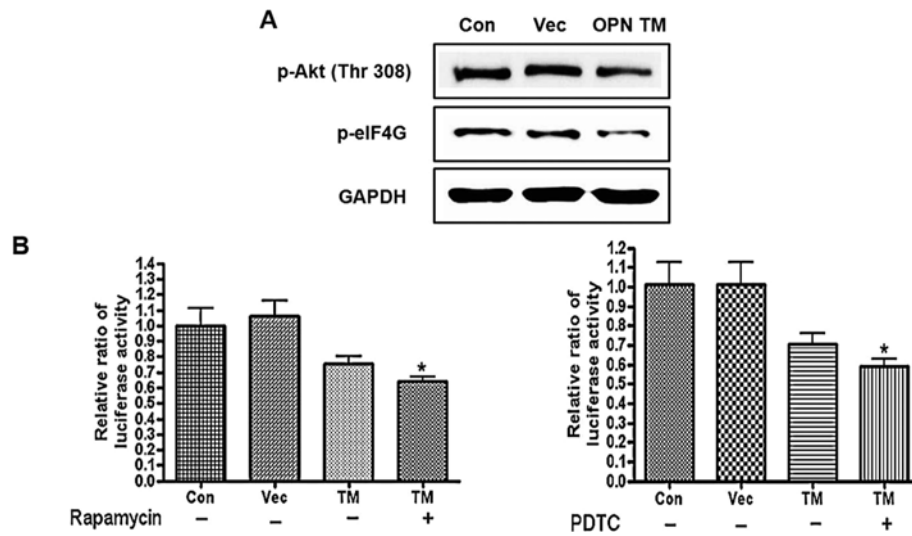 A
Con Vec OPN TM
p-Akt (Thr 308)
p-eIF4G
GAPDH
B
Relative ratio of
luciferase activity
1.4
1.3
1.2
1.1
1.0
0.9
0.8
0.7
0.6
0.5
0.4
0.3
0.2
0.1
0.0
*
Con Vec TM TM
Rapamycin – – – +
Relative ratio of
luciferase activity
1.2
1.1
1.0
0.9
0.8
0.7
0.6
0.5
0.4
0.3
0.2
0.1
0.0
*
Con Vec TM TM
PDTC – – – +